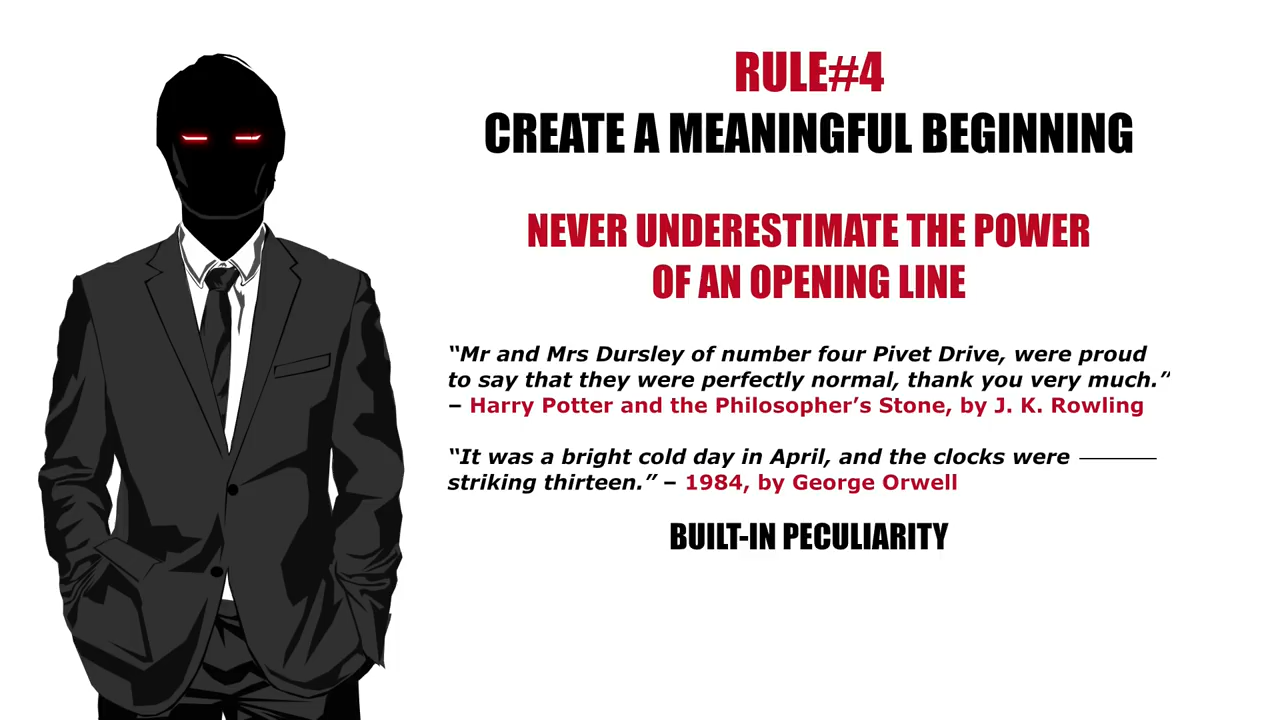 RULE#4
CREATE A MEANINGFUL BEGINNING
NEVER UNDERESTIMATE THE POWER
OF AN OPENING LINE
“Mr and Mrs Dursley of number four Pivet Drive, were proud
to say that they were perfectly normal, thank you very much.”
– Harry Potter and the Philosopher’s Stone, by J. K. Rowling
“It was a bright cold day in April, and the clocks were
striking thirteen.” – 1984, by George Orwell
BUILT-IN PECULIARITY